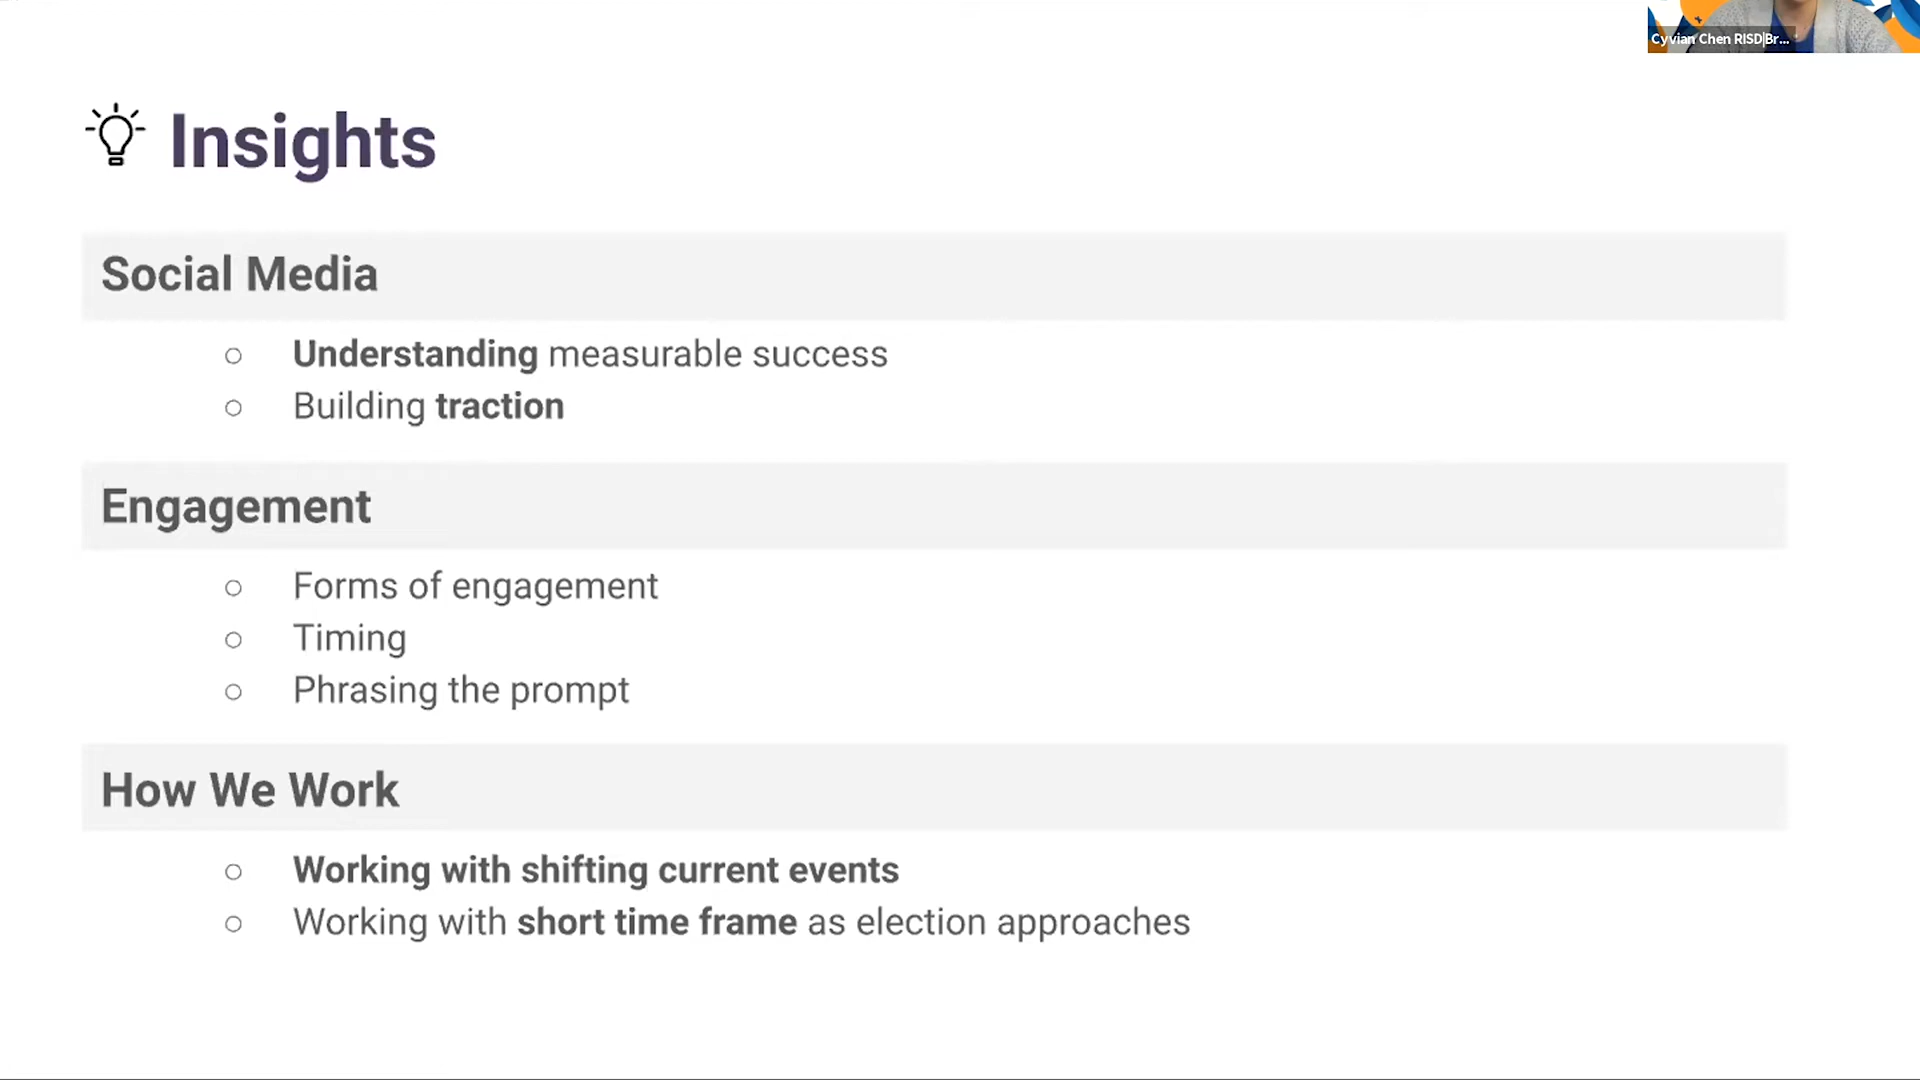 Cyvian Chen RISD|Br...
Insights
Social Media
○ Understanding measurable success
○ Building traction
Engagement
○ Forms of engagement
○ Timing
○ Phrasing the prompt
How We Work
○ Working with shifting current events
○ Working with short time frame as election approaches